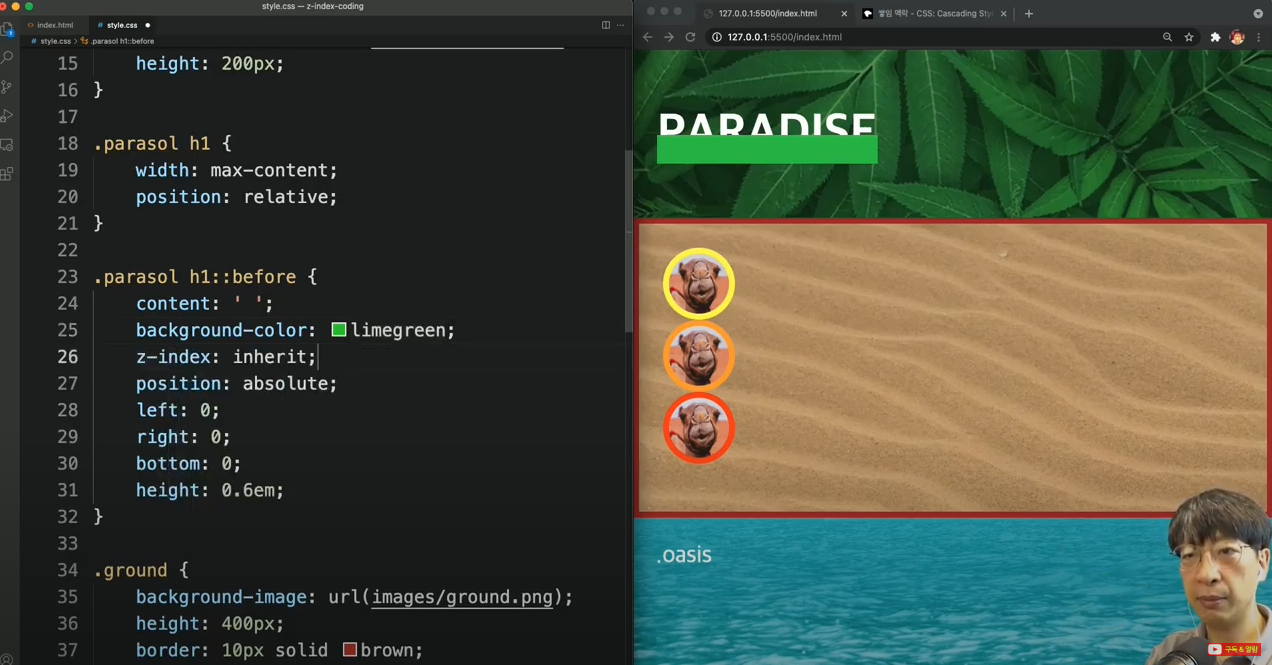 style.css — z-index-coding
index.html
# style.css
# style.css > .parasol h1::before
15 height: 200px;
16 }
17
18 .parasol h1 {
19 width: max-content;
20 position: relative;
21 }
22
23 .parasol h1::before {
24 content: ' ';
25 background-color: limegreen;
26 z-index: inherit;
27 position: absolute;
28 left: 0;
29 right: 0;
30 bottom: 0;
31 height: 0.6em;
32 }
33
34 .ground {
35 background-image: url(images/ground.png);
36 height: 400px;
37 border: 10px solid brown;
127.0.0.1:5500/index.html
쌓임 맥락 - CSS: Cascading Sty
127.0.0.1:5500/index.html
PARADISE
.oasis
구독 & 알림